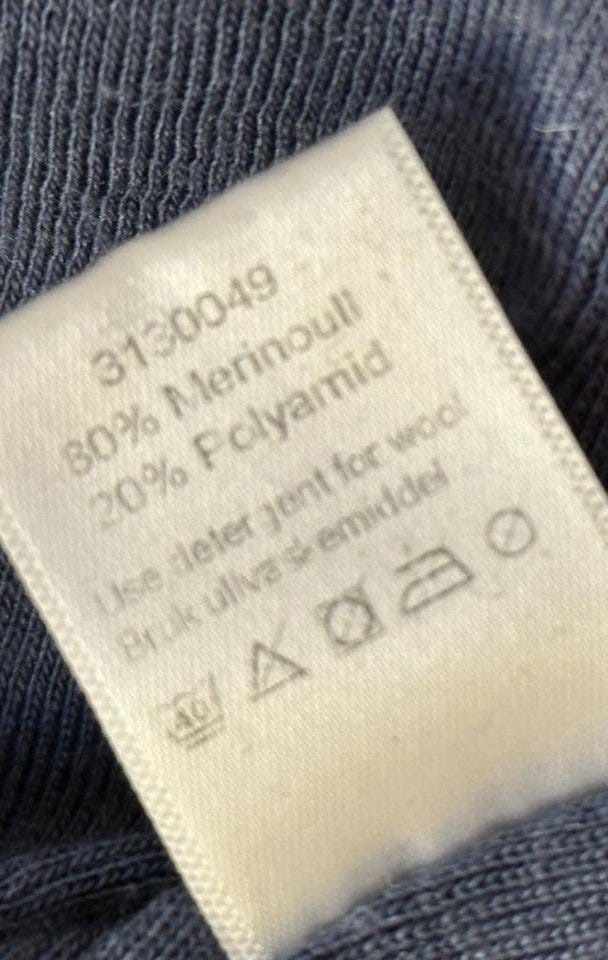 3130049
80% Merinoull
20% Polyamid
Use detergent for wool
Bruk ullvaskemiddel
40